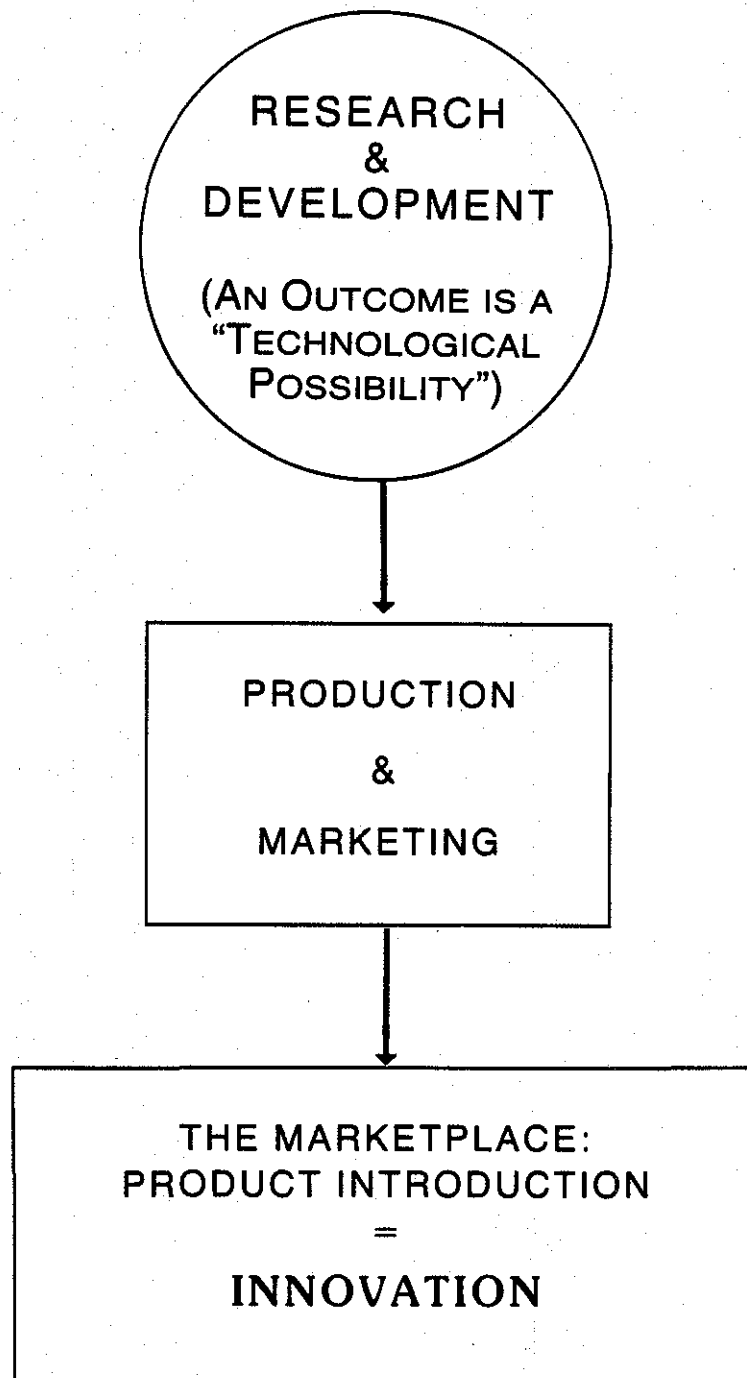 RESEARCH
&
DEVELOPMENT
(AN OUTCOME IS A
“TECHNOLOGICAL
POSSIBILITY”)
PRODUCTION
&
MARKETING
THE MARKETPLACE:
PRODUCT INTRODUCTION
=
INNOVATION